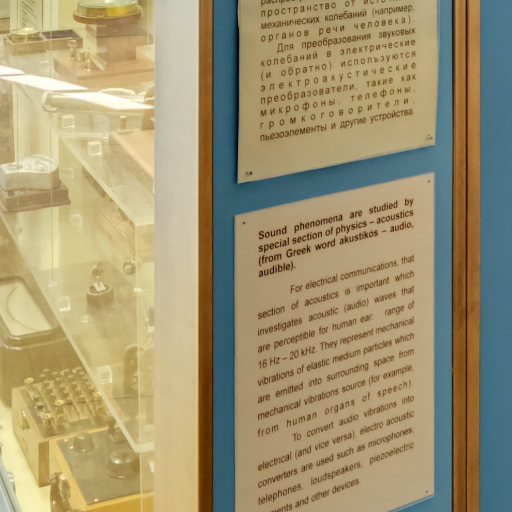 пространство от источника
механических колебаний (например,
органов речи человека).
Для преобразования звуковых
колебаний в электрические
(и обратно) используются
электроакустические
преобразователи, такие как
микрофоны, телефоны,
громкоговорители,
пьезоэлементы и другие устройства.
Sound phenomena are studied by
special section of physics – acoustics
(from Greek word akustikós – audio,
audible).
For electrical communications, that
section of acoustics is important which
investigates acoustic (audio) waves that
are perceptible for human ear: range of
16 Hz – 20 kHz. They represent mechanical
vibrations of elastic medium particles which
are emitted into surrounding space from
mechanical vibrations source (for example,
from human organs of speech).
To convert audio vibrations into
electrical (and vice versa), electro acoustic
converters are used such as microphones,
telephones, loudspeakers, piezoelectric
and other devices.